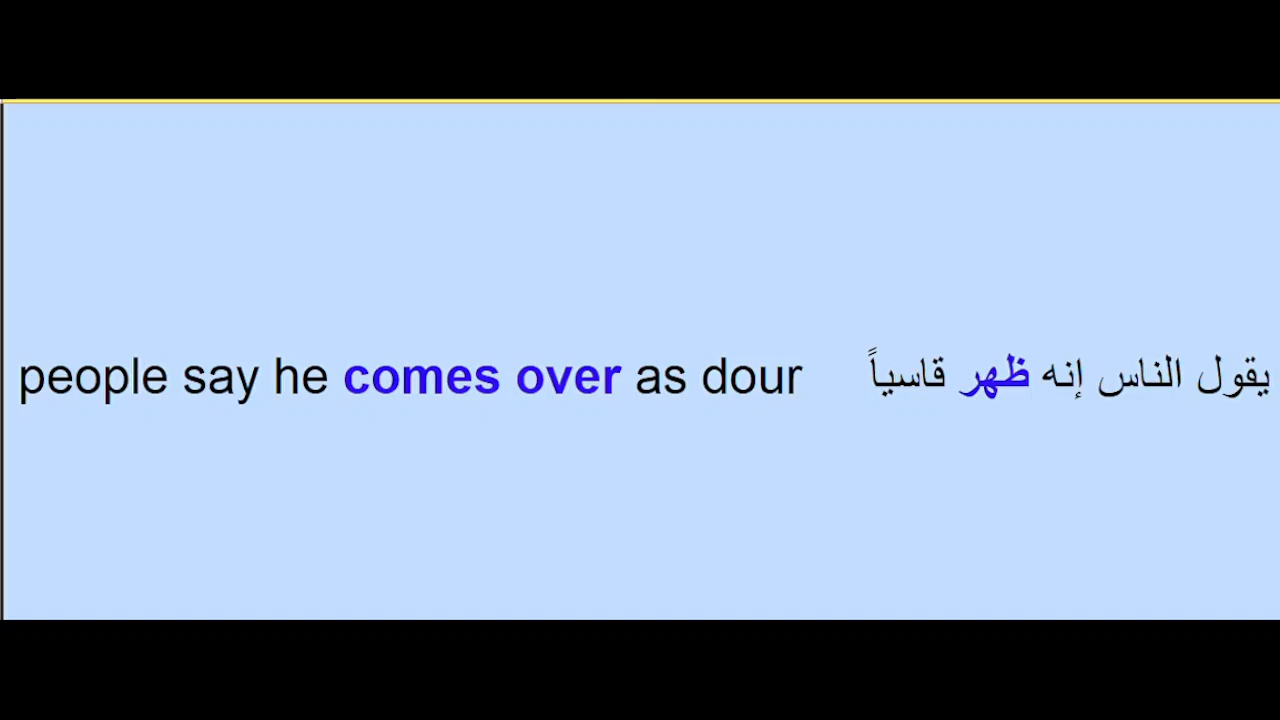 people say he comes over as dour يقول الناس إنه ظهر قاسياً